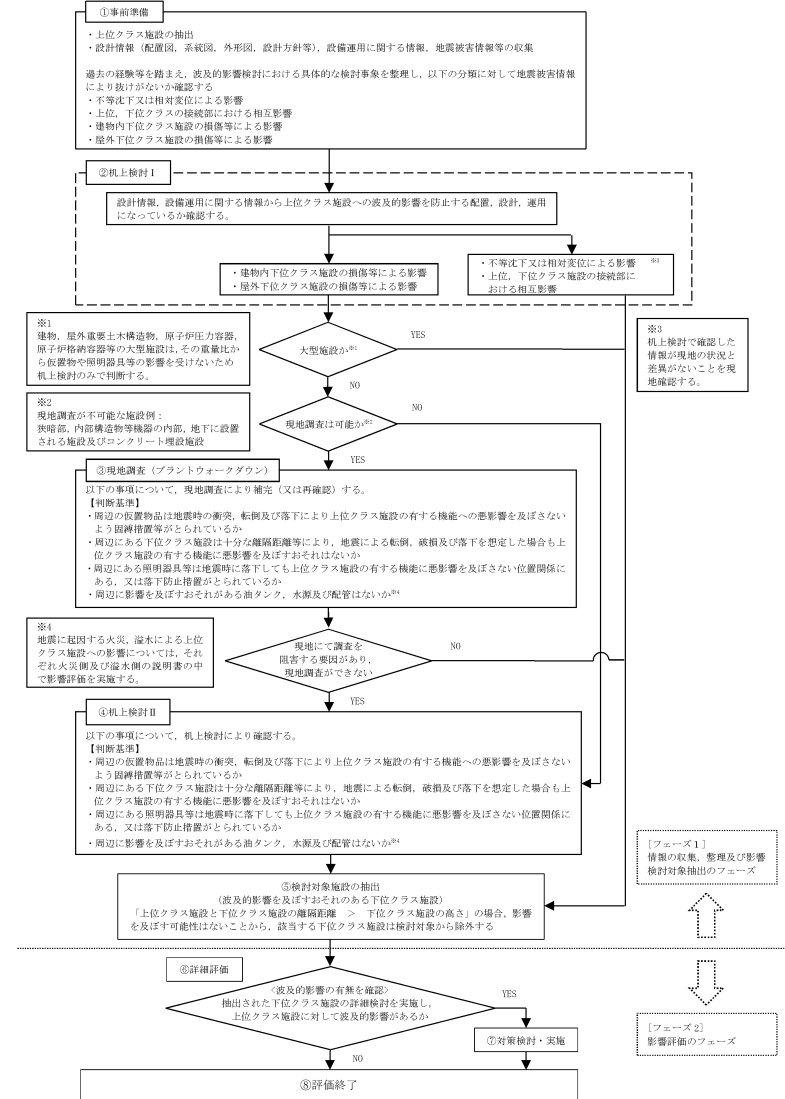 ①事前準備
・上位クラス施設の抽出
・設計情報（配置図，系統図，外形図，設計方針等），設備運用に関する情報，地震被害情報等の収集
過去の経験等を踏まえ，波及的影響検討における具体的な検討事象を整理し，以下の分類に対して地震被害情報
により抜けがないか確認する
・不等沈下又は相対変位による影響
・上位，下位クラスの接続部における相互影響
・建物内下位クラス施設の損傷等による影響
・屋外下位クラス施設の損傷等による影響
②机上検討Ⅰ
設計情報，設備運用に関する情報から上位クラス施設への波及的影響を防止する配置，設計，運用
になっているか確認する。
・建物内下位クラス施設の損傷等による影響
・屋外下位クラス施設の損傷等による影響
・不等沈下又は相対変位による影響 ※3
・上位，下位クラス施設の接続部に
おける相互影響
※1
建物，屋外重要土木構造物，原子炉圧力容器，
原子炉格納容器等の大型施設は，その重量比か
ら仮置物や照明器具等の影響を受けないため
机上検討のみで判断する。
大型施設か※1
YES
NO
※3
机上検討で確認した
情報が現地の状況と
差異がないことを現
地確認する。
※2
現地調査が不可能な施設例：
狭暗部，内部構造物等機器の内部，地下に設置
される施設及びコンクリート埋設施設
現地調査は可能か※2
NO
YES
③現地調査（プラントウォークダウン）
以下の事項について，現地調査により補完（又は再確認）する。
【判断基準】
・周辺の仮置物品は地震時の衝突，転倒及び落下により上位クラス施設の有する機能への悪影響を及ぼさない
よう固縛措置等がとられているか
・周辺にある下位クラス施設は十分な離隔距離等により，地震による転倒，破損及び落下を想定した場合も上
位クラス施設の有する機能に悪影響を及ぼすおそれはないか
・周辺にある照明器具等は地震時に落下しても上位クラス施設の有する機能に悪影響を及ぼさない位置関係に
ある，又は落下防止措置がとられているか
・周辺に影響を及ぼすおそれがある油タンク，水源及び配管はないか※4
※4
地震に起因する火災，溢水による上位
クラス施設への影響については，それ
ぞれ火災側及び溢水側の説明書の中
で影響評価を実施する。
現地にて調査を
阻害する要因があり，
現地調査ができない
NO
YES
④机上検討Ⅱ
以下の事項について，机上検討により確認する。
【判断基準】
・周辺の仮置物品は地震時の衝突，転倒及び落下により上位クラス施設の有する機能への悪影響を及ぼさない
よう固縛措置等がとられているか
・周辺にある下位クラス施設は十分な離隔距離等により，地震による転倒，破損及び落下を想定した場合も上
位クラス施設の有する機能に悪影響を及ぼすおそれはないか
・周辺にある照明器具等は地震時に落下しても上位クラス施設の有する機能に悪影響を及ぼさない位置関係に
ある，又は落下防止措置がとられているか
・周辺に影響を及ぼすおそれがある油タンク，水源及び配管はないか※4
［フェーズ１］
情報の収集，整理及び影響
検討対象抽出のフェーズ
⑤検討対象施設の抽出
（波及的影響を及ぼすおそれのある下位クラス施設）
「上位クラス施設と下位クラス施設の離隔距離　＞　下位クラス施設の高さ」の場合，影響
を及ぼす可能性はないことから，該当する下位クラス施設は検討対象から除外する
⑥詳細評価
<波及的影響の有無を確認>
抽出された下位クラス施設の詳細検討を実施し，
上位クラス施設に対して波及的影響があるか
YES
［フェーズ２］
影響評価のフェーズ
⑦対策検討・実施
NO
⑧評価終了